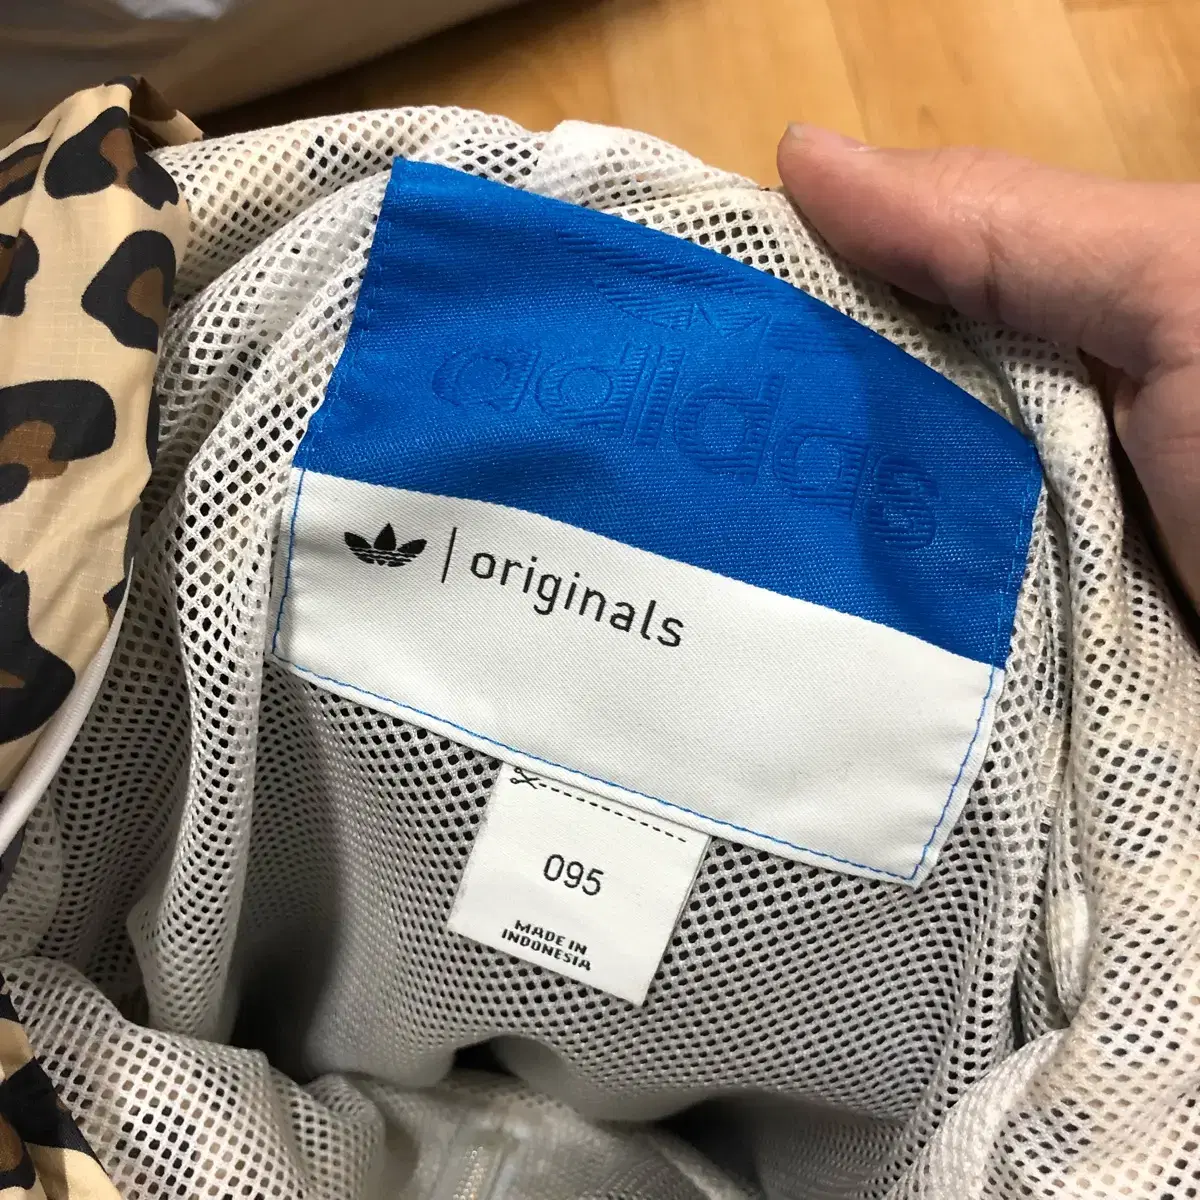 adidas
originals
095
MADE IN
INDONESIA